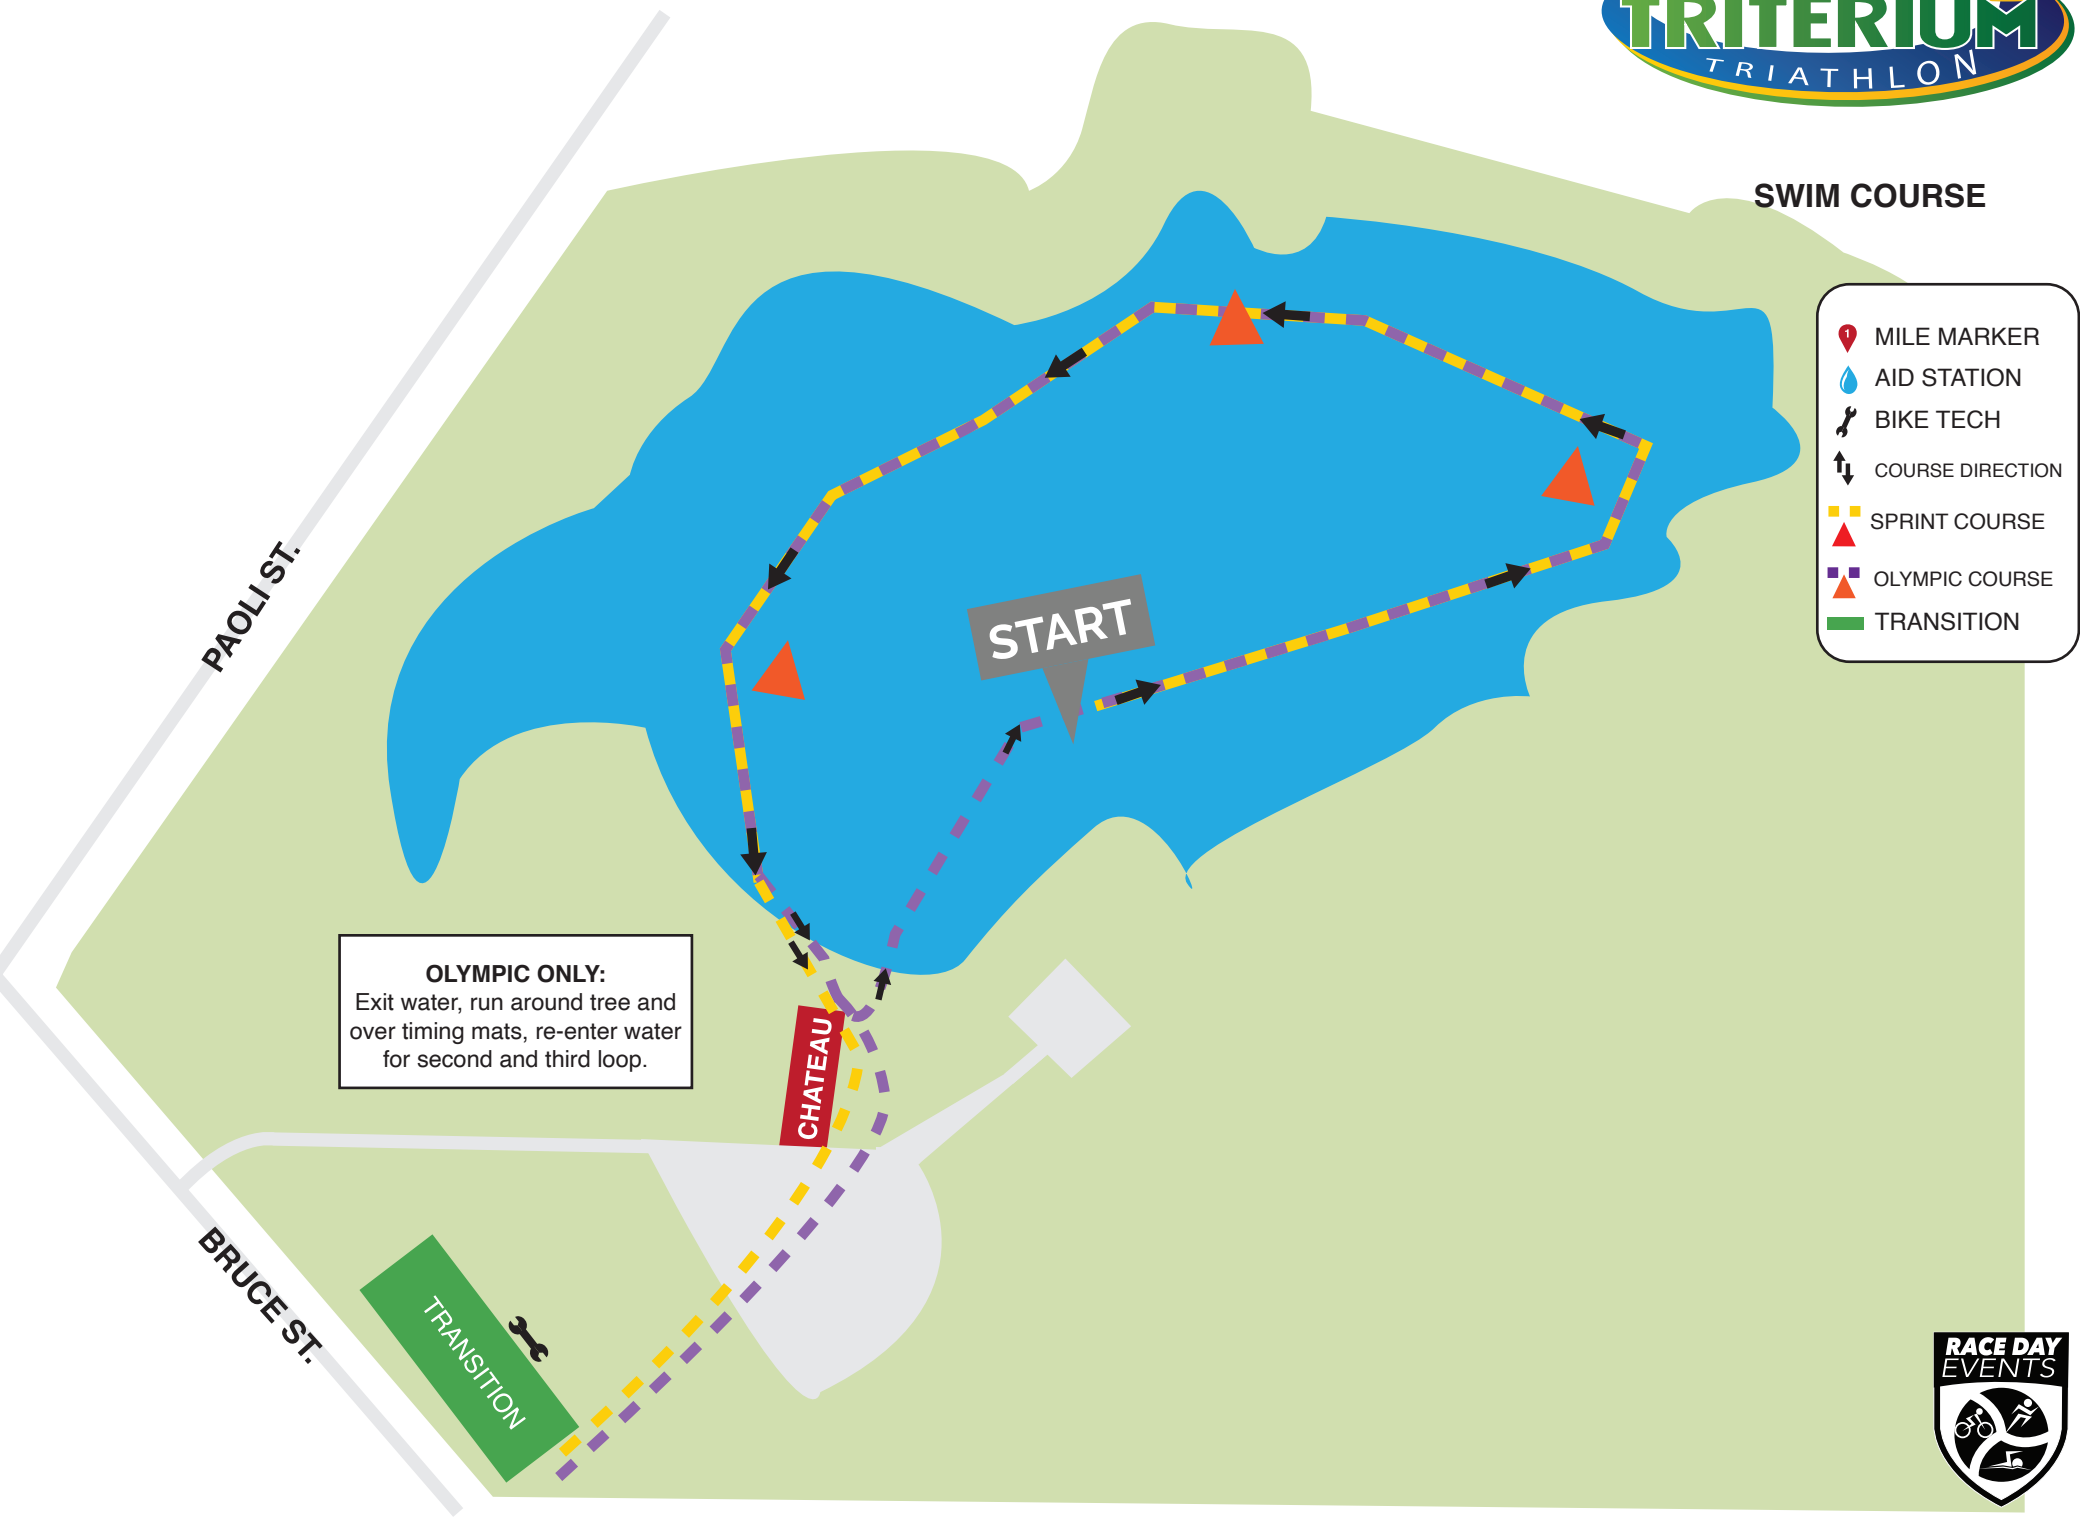 TRITERIUM
TRIATHLON
SWIM COURSE
1
MILE MARKER
AID STATION
BIKE TECH
COURSE DIRECTION
SPRINT COURSE
OLYMPIC COURSE
TRANSITION
PAOLI ST.
START
OLYMPIC ONLY:
Exit water, run around tree and
over timing mats, re-enter water
for second and third loop.
CHATEAU
BRUCE ST.
TRANSITION
RACE DAY
EVENTS